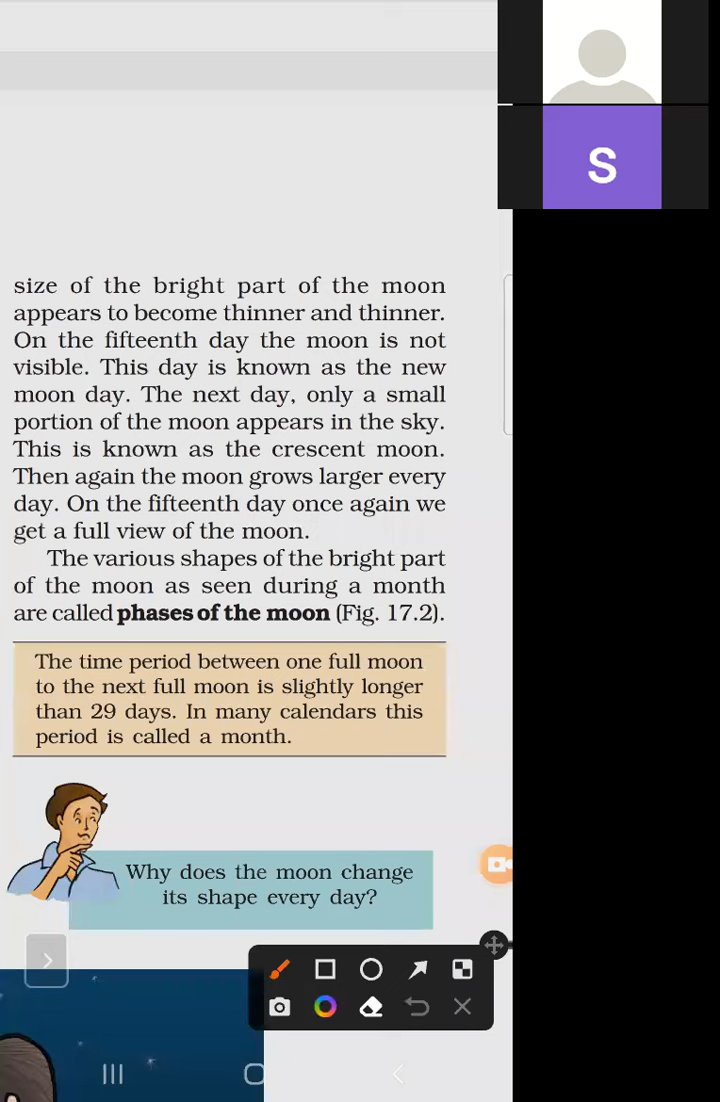 S
size of the bright part of the moon
appears to become thinner and thinner.
On the fifteenth day the moon is not
visible. This day is known as the new
moon day. The next day, only a small
portion of the moon appears in the sky.
This is known as the crescent moon.
Then again the moon grows larger every
day. On the fifteenth day once again we
get a full view of the moon.
The various shapes of the bright part
of the moon as seen during a month
are called phases of the moon (Fig. 17.2).
The time period between one full moon
to the next full moon is slightly longer
than 29 days. In many calendars this
period is called a month.
Why does the moon change
its shape every day?